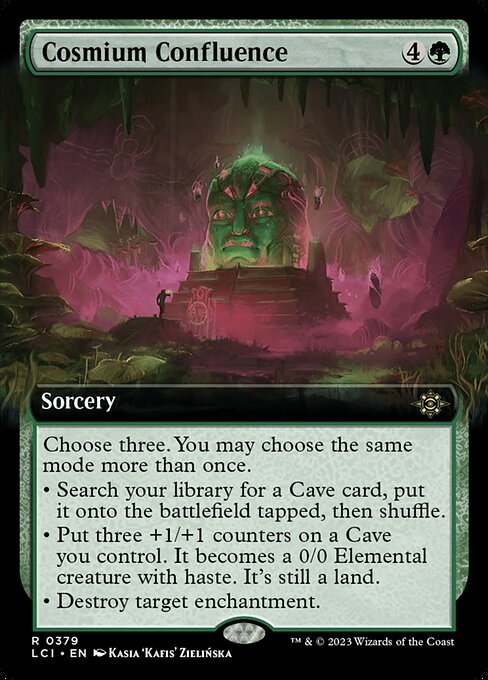 Cosmium Confluence 4
Sorcery
Choose three. You may choose the same
mode more than once.
• Search your library for a Cave card, put
it onto the battlefield tapped, then shuffle.
• Put three +1/+1 counters on a Cave
you control. It becomes a 0/0 Elemental
creature with haste. It's still a land.
• Destroy target enchantment.
R 0379
™ & © 2023 Wizards of the Coast
LCI • EN Kasia 'Kafis' Zielińska